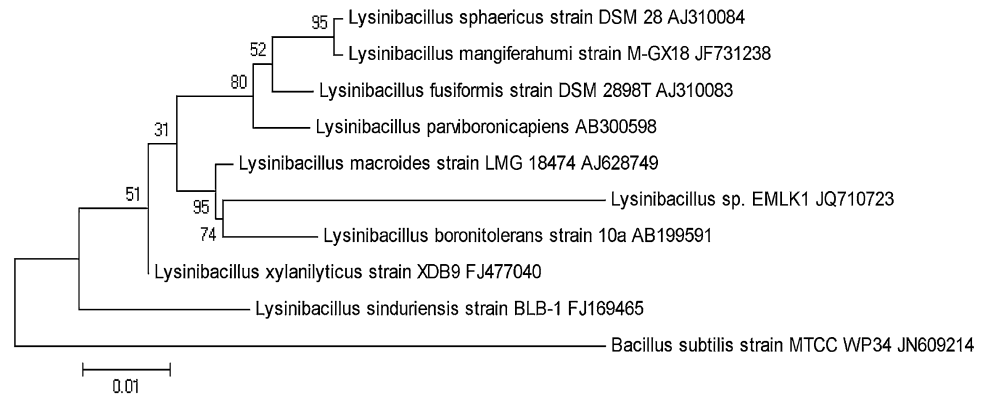 95
Lysinibacillus sphaericus strain DSM 28 AJ310084
Lysinibacillus mangiferahumi strain M-GX18 JF731238
52
Lysinibacillus fusiformis strain DSM 2898T AJ310083
80
Lysinibacillus parviboronicapiens AB300598
31
Lysinibacillus macroides strain LMG 18474 AJ628749
51
Lysinibacillus sp. EMLK1 JQ710723
95
74
Lysinibacillus boronitolerans strain 10a AB199591
Lysinibacillus xylanilyticus strain XDB9 FJ477040
Lysinibacillus sinduriensis strain BLB-1 FJ169465
Bacillus subtilis strain MTCC WP34 JN609214
0.01